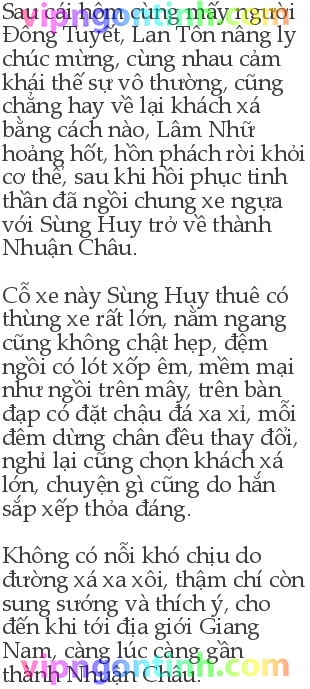 Sau cái hôm cùng mấy người
Đông Tuyết, Lan Tôn nâng ly
chúc mừng, cùng nhau cảm
khái thế sự vô thường, cũng
chẳng hay về lại khách xá
bằng cách nào, Lâm Nhữ
hoảng hốt, hồn phách rời khỏi
cơ thể, sau khi hồi phục tinh
thần đã ngồi chung xe ngựa
với Sùng Huy trở về thành
Nhuận Châu.
Cỗ xe này Sùng Huy thuê có
thùng xe rất lớn, nằm ngang
cũng không chật hẹp, đệm
ngồi có lót xốp êm, mềm mại
như ngồi trên mây, trên bàn
đạp có đặt chậu đá xa xỉ, mỗi
đêm dừng chân đều thay đổi,
nghỉ lại cũng chọn khách xá
lớn, chuyện gì cũng do hắn
sắp xếp thỏa đáng.
Không có nỗi khó chịu do
đường xá xa xôi, thậm chí còn
sung sướng và thích ý, cho
đến khi tới địa giới Giang
Nam, càng lúc càng gần
thành Nhuận Châu.
vipngontinh.com
vipngontinh.com